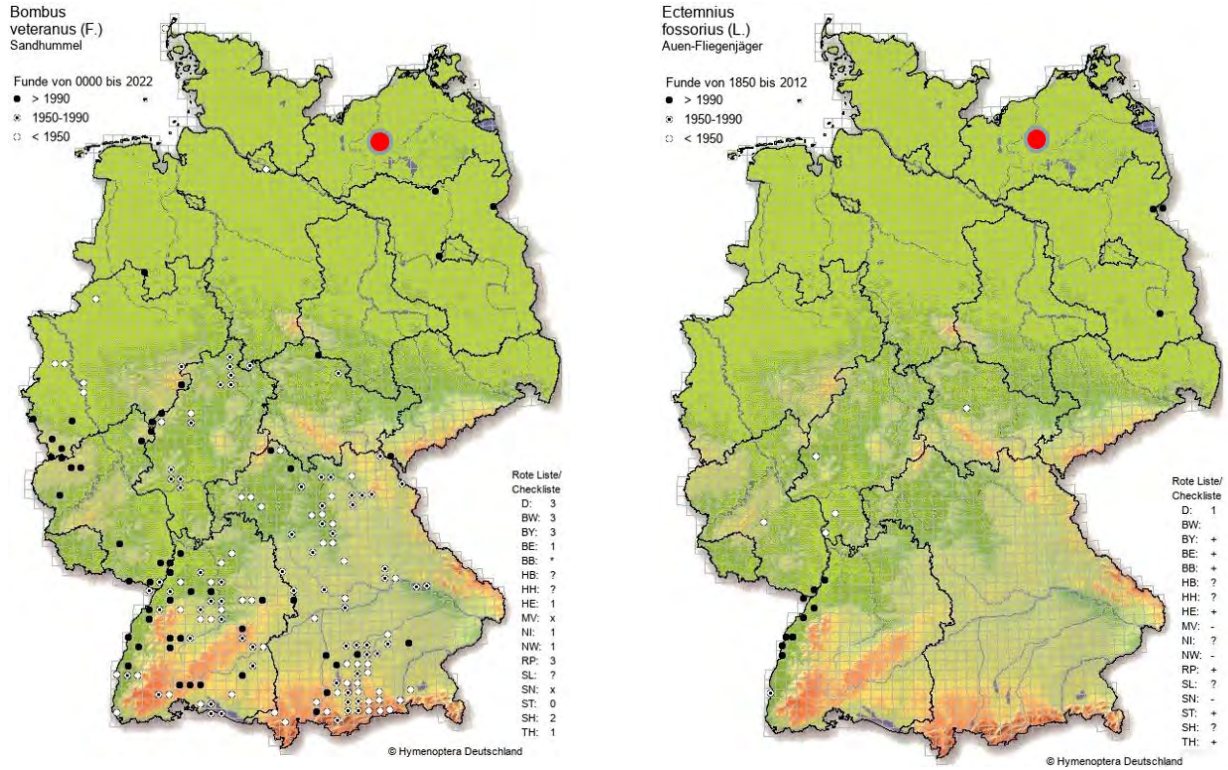 Bombus
veteranus (F.)
Sandhummel
Funde von 0000 bis 2022
> 1990
1950-1990
< 1950
Rote Liste/
Checkliste
D: 3
BW: 3
BY: 3
BE: 1
BB: *
HB: ?
HH: ?
HE: 1
MV: x
NI: 1
NW: 1
RP: 3
SL: ?
SN: x
ST: 0
SH: 2
TH: 1
© Hymenoptera Deutschland
Ectemnius
fossorius (L.)
Auen-Fliegenjäger
Funde von 1850 bis 2012
> 1990
1950-1990
< 1950
Rote Liste/
Checkliste
D: 1
BW:
BY: +
BE: +
BB: +
HB: ?
HH: ?
HE: +
MV: -
NI: ?
NW: -
RP: +
SL: ?
SN: -
ST: +
SH: ?
TH: +
© Hymenoptera Deutschland